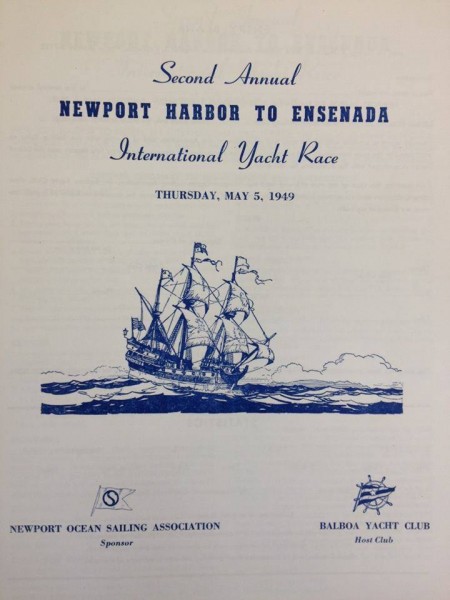 Second Annual
NEWPORT HARBOR TO ENSENADA
International Yacht Race
THURSDAY, MAY 5, 1949
S
NEWPORT OCEAN SAILING ASSOCIATION
Sponsor
BALBOA YACHT CLUB
Host Club